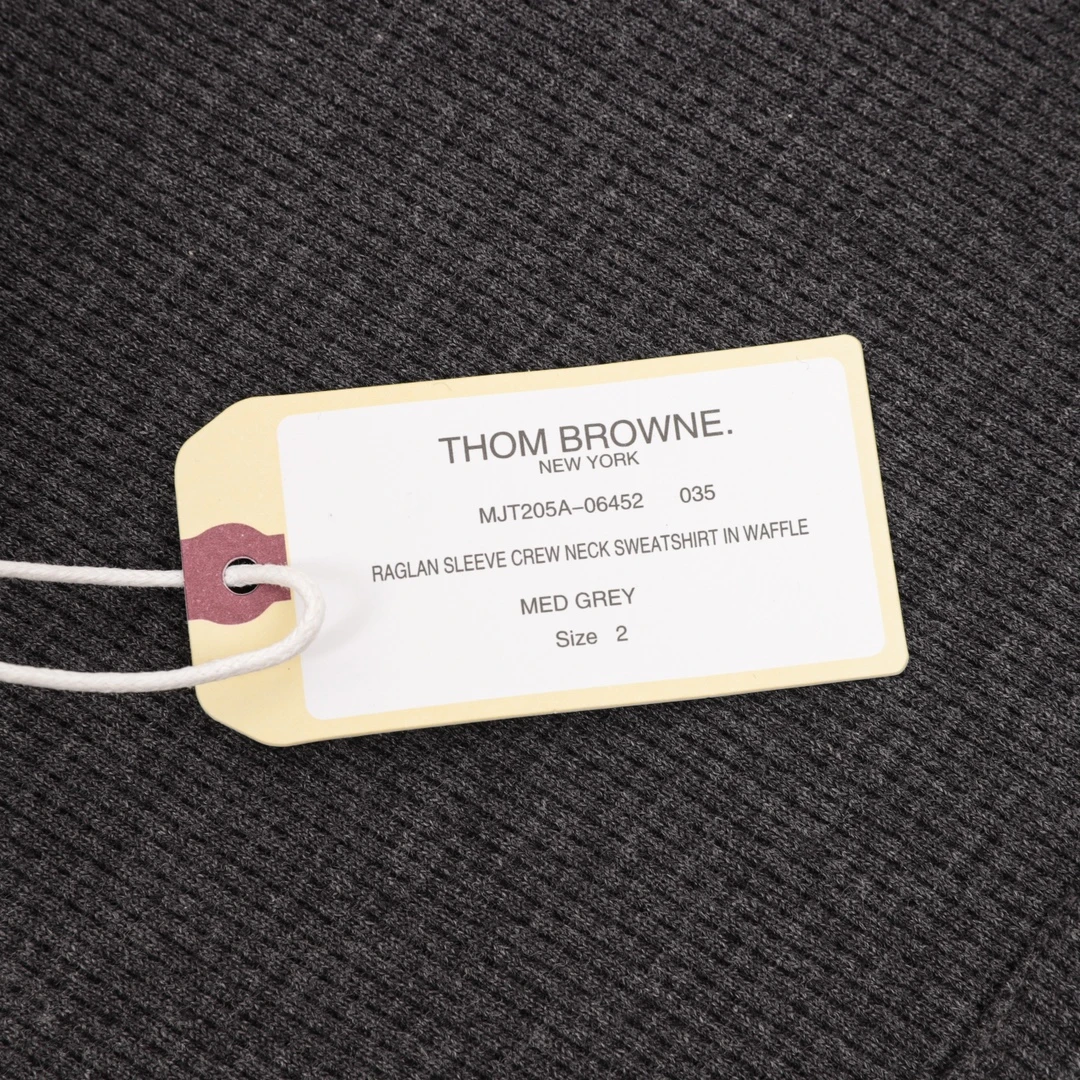 THOM BROWNE.
NEW YORK
MJT205A-06452 035
RAGLAN SLEEVE CREW NECK SWEATSHIRT IN WAFFLE
MED GREY
Size 2